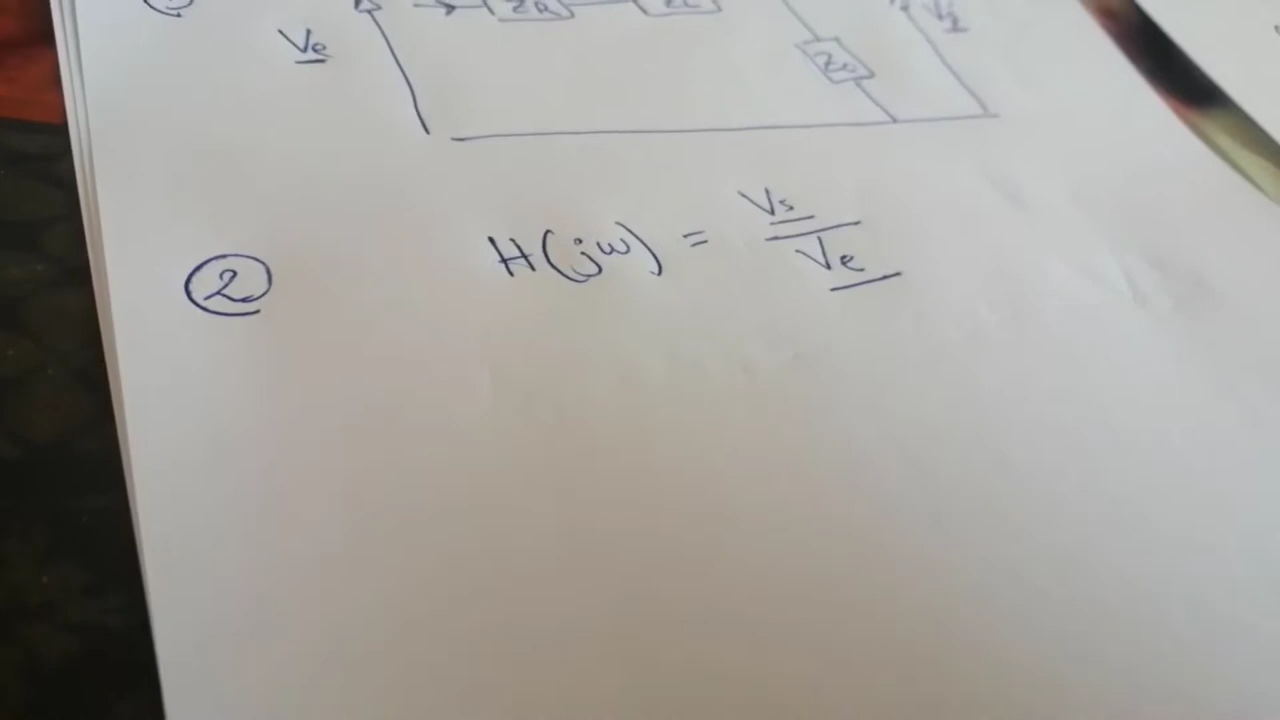 ZR ZL
Ve
Zc
Vs
② H(jω) = Vs / Ve